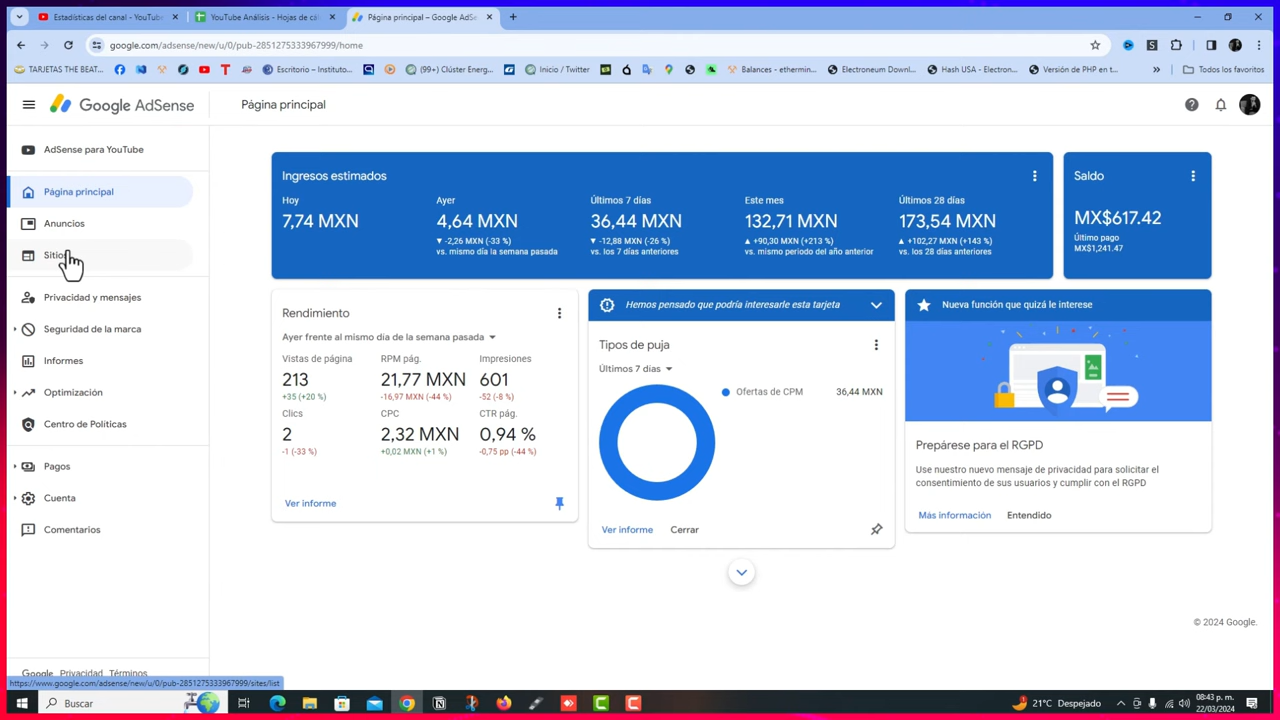 Estadísticas del canal - YouTube
YouTube Análisis - Hojas de cál
Página principal – Google AdSe
google.com/adsense/new/u/0/pub-2851275333967999/home
TARJETAS THE BEAT...
Escritorio – Instituto...
(99+) Clúster Energ...
Inicio / Twitter
Balances - ethermin...
Electroneum Downl...
Hash USA - Electron...
Versión de PHP en t...
Todos los favoritos
Google AdSense
Página principal
AdSense para YouTube
Página principal
Anuncios
Sitios
Privacidad y mensajes
Seguridad de la marca
Informes
Optimización
Centro de Políticas
Pagos
Cuenta
Comentarios
Google Privacidad Términos
Ingresos estimados
Hoy
7,74 MXN
Ayer
4,64 MXN
▼ -2,26 MXN (-33 %)
vs. mismo día la semana pasada
Últimos 7 días
36,44 MXN
▼ -12,88 MXN (-26 %)
vs. los 7 días anteriores
Este mes
132,71 MXN
▲ +90,30 MXN (+213 %)
vs. mismo período del año anterior
Últimos 28 días
173,54 MXN
▲ +102,27 MXN (+143 %)
vs. los 28 días anteriores
Saldo
MX$617.42
Último pago
MX$1,241.47
Rendimiento
Ayer frente al mismo día de la semana pasada
Vistas de página
213
+35 (+20 %)
RPM pág.
21,77 MXN
-16,97 MXN (-44 %)
Impresiones
601
-52 (-8 %)
Clics
2
-1 (-33 %)
CPC
2,32 MXN
+0,02 MXN (+1 %)
CTR pág.
0,94 %
-0,75 pp (-44 %)
Ver informe
Hemos pensado que podría interesarle esta tarjeta
Tipos de puja
Últimos 7 días
Ofertas de CPM
36,44 MXN
Ver informe
Cerrar
Nueva función que quizá le interese
Prepárese para el RGPD
Use nuestro nuevo mensaje de privacidad para solicitar el
consentimiento de sus usuarios y cumplir con el RGPD
Más información
Entendido
© 2024 Google.
https://www.google.com/adsense/new/u/0/pub-2851275333967999/sites/list
Buscar
21°C Despejado
08:43 p. m.
22/03/2024